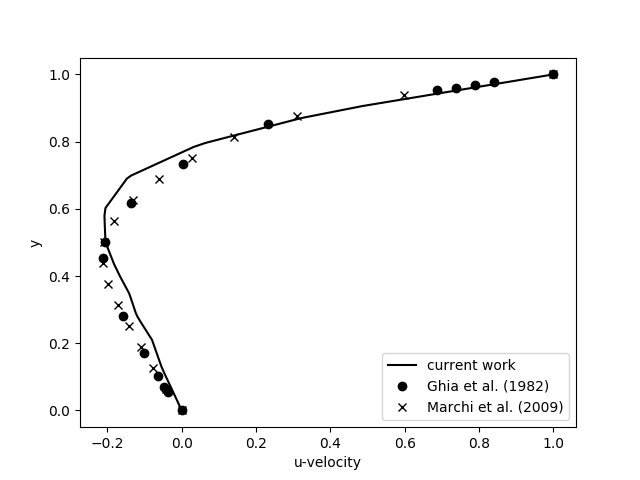 1.0
0.8
0.6
0.4
0.2
0.0
y
−0.2 0.0 0.2 0.4 0.6 0.8 1.0
u-velocity
current work
Ghia et al. (1982)
Marchi et al. (2009)